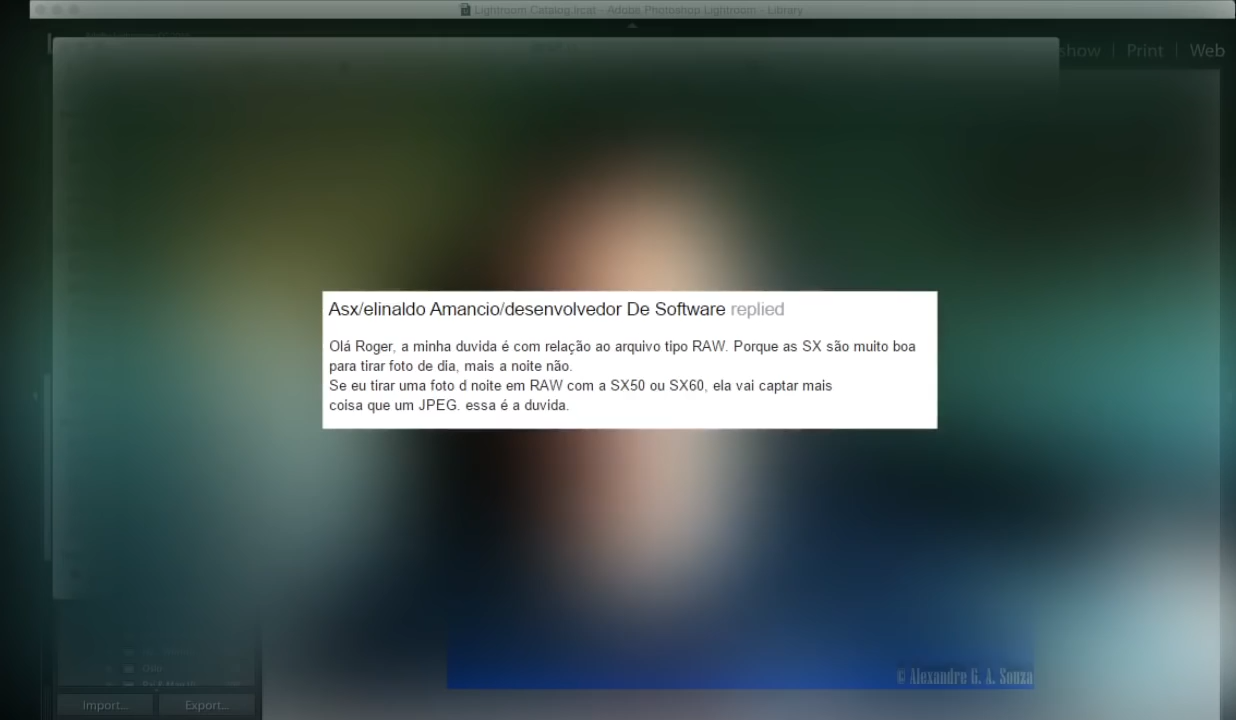 Lightroom Catalog.lrcat - Adobe Photoshop Lightroom - Library
show | Print | Web
Asx/elinaldo Amancio/desenvolvedor De Software replied
Olá Roger, a minha duvida é com relação ao arquivo tipo RAW. Porque as SX são muito boa
para tirar foto de dia, mais a noite não.
Se eu tirar uma foto d noite em RAW com a SX50 ou SX60, ela vai captar mais
coisa que um JPEG. essa é a duvida.
© Alexandre G. A. Souza
Import... Export...